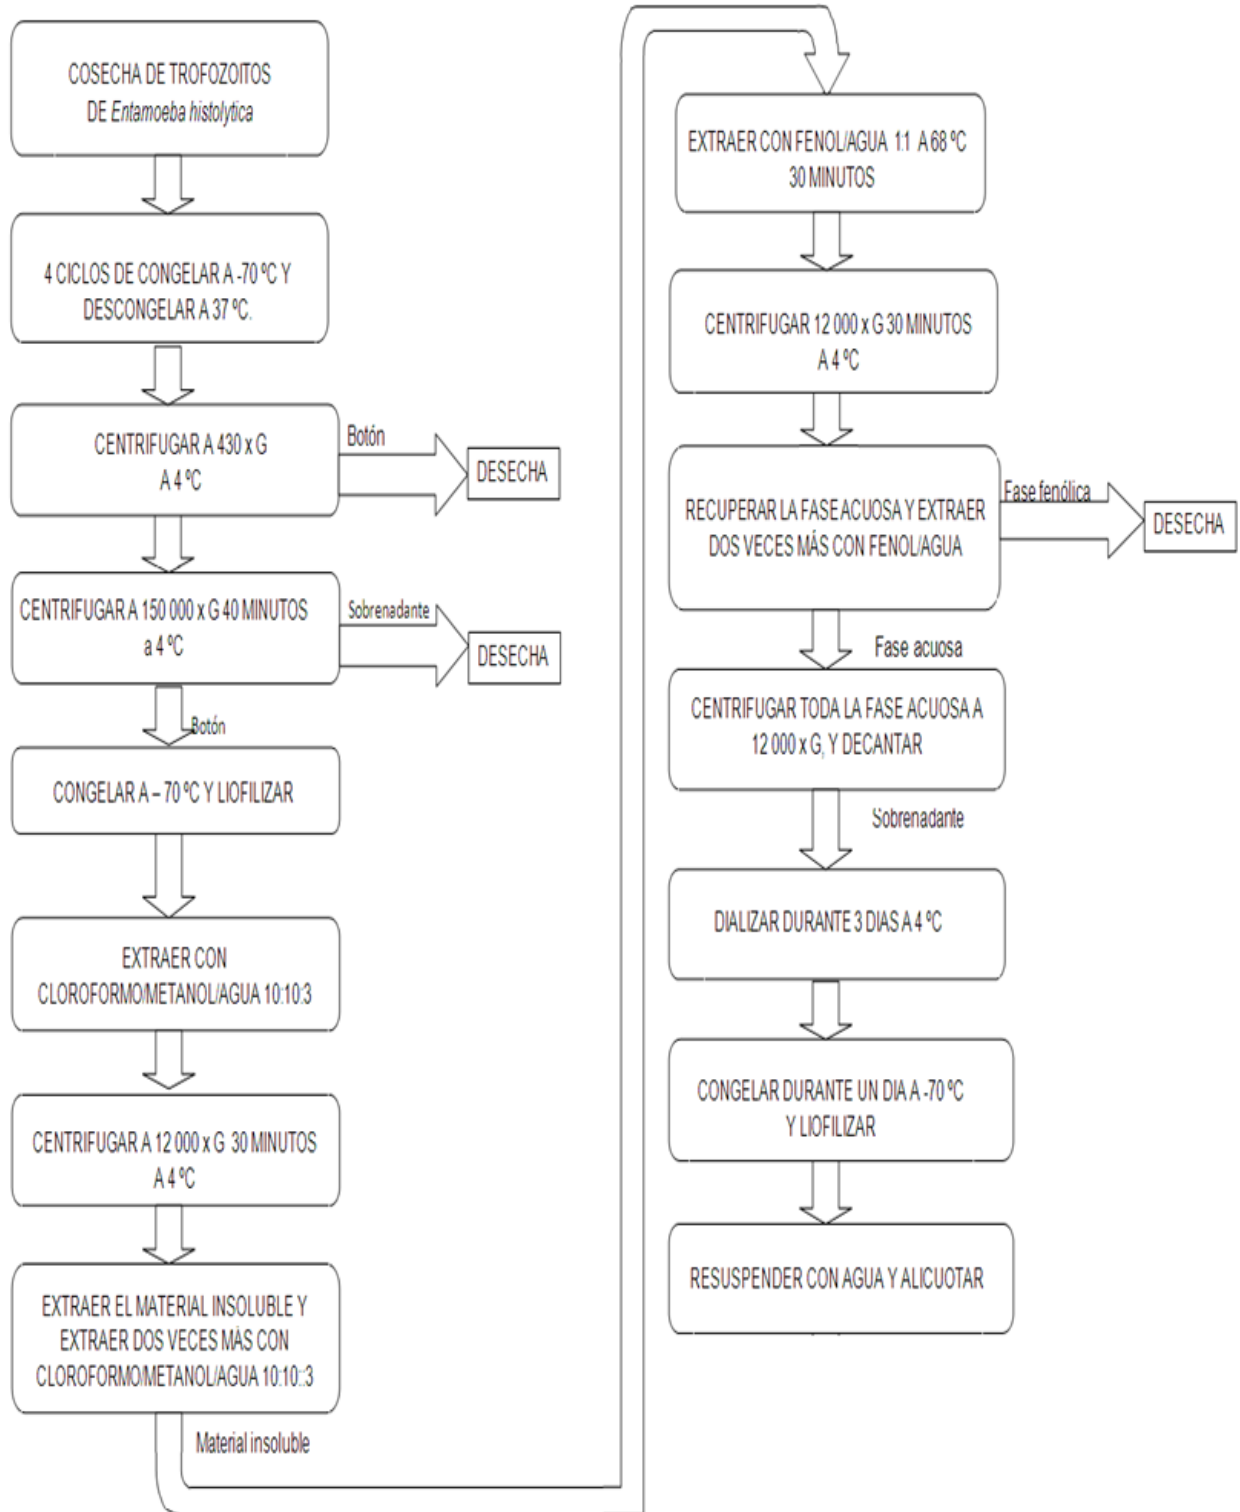 COSECHA DE TROFOZOITOS
DE Entamoeba histolytica
4 CICLOS DE CONGELAR A -70 ºC Y
DESCONGELAR A 37 ºC.
CENTRIFUGAR A 430 x G
A 4 ºC
Botón
DESECHA
CENTRIFUGAR A 150 000 x G 40 MINUTOS
a 4 ºC
Sobrenadante
DESECHA
Botón
CONGELAR A – 70 ºC Y LIOFILIZAR
EXTRAER CON
CLOROFORMO/METANOL/AGUA 10:10:3
CENTRIFUGAR A 12 000 x G 30 MINUTOS
A 4 ºC
EXTRAER EL MATERIAL INSOLUBLE Y
EXTRAER DOS VECES MÁS CON
CLOROFORMO/METANOL/AGUA 10:10::3
Material insoluble
EXTRAER CON FENOL/AGUA 1:1 A 68 ºC
30 MINUTOS
CENTRIFUGAR 12 000 x G 30 MINUTOS
A 4 ºC
RECUPERAR LA FASE ACUOSA Y EXTRAER
DOS VECES MÁS CON FENOL/AGUA
Fase fenólica
DESECHA
Fase acuosa
CENTRIFUGAR TODA LA FASE ACUOSA A
12 000 x G, Y DECANTAR
Sobrenadante
DIALIZAR DURANTE 3 DIAS A 4 ºC
CONGELAR DURANTE UN DIA A -70 ºC
Y LIOFILIZAR
RESUSPENDER CON AGUA Y ALICUOTAR